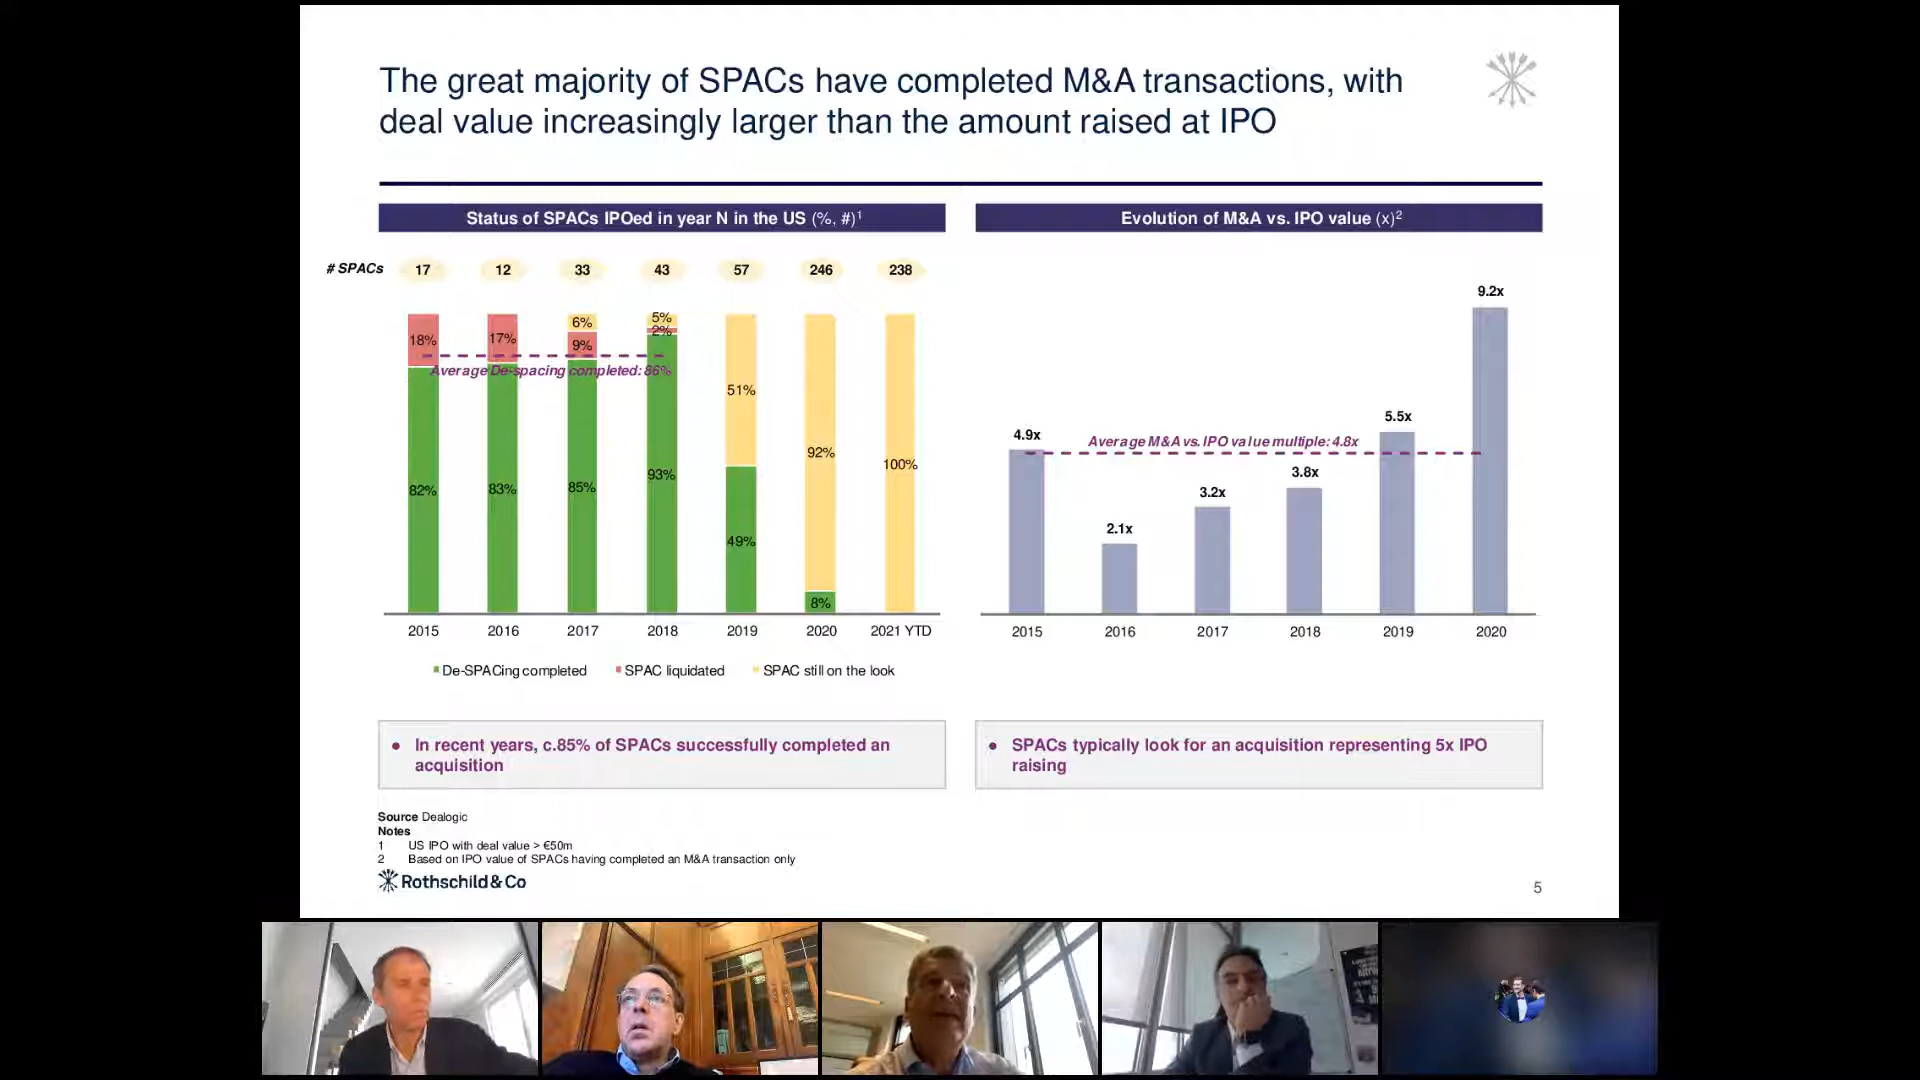 The great majority of SPACs have completed M&A transactions, with
deal value increasingly larger than the amount raised at IPO
Status of SPACs IPOed in year N in the US (%, #)1
# SPACs 17 12 33 43 57 246 238
18% 17% 6% 9% 5% 2% 51% 92% 100%
Average De-spacing completed: 86%
82% 83% 85% 93% 49% 8%
2015 2016 2017 2018 2019 2020 2021 YTD
De-SPACing completed SPAC liquidated SPAC still on the look
Evolution of M&A vs. IPO value (x)2
4.9x 2.1x 3.2x 3.8x 5.5x 9.2x
Average M&A vs. IPO value multiple: 4.8x
2015 2016 2017 2018 2019 2020
• In recent years, c.85% of SPACs successfully completed an
acquisition
• SPACs typically look for an acquisition representing 5x IPO
raising
Source Dealogic
Notes
1 US IPO with deal value > €50m
2 Based on IPO value of SPACs having completed an M&A transaction only
Rothschild & Co
5